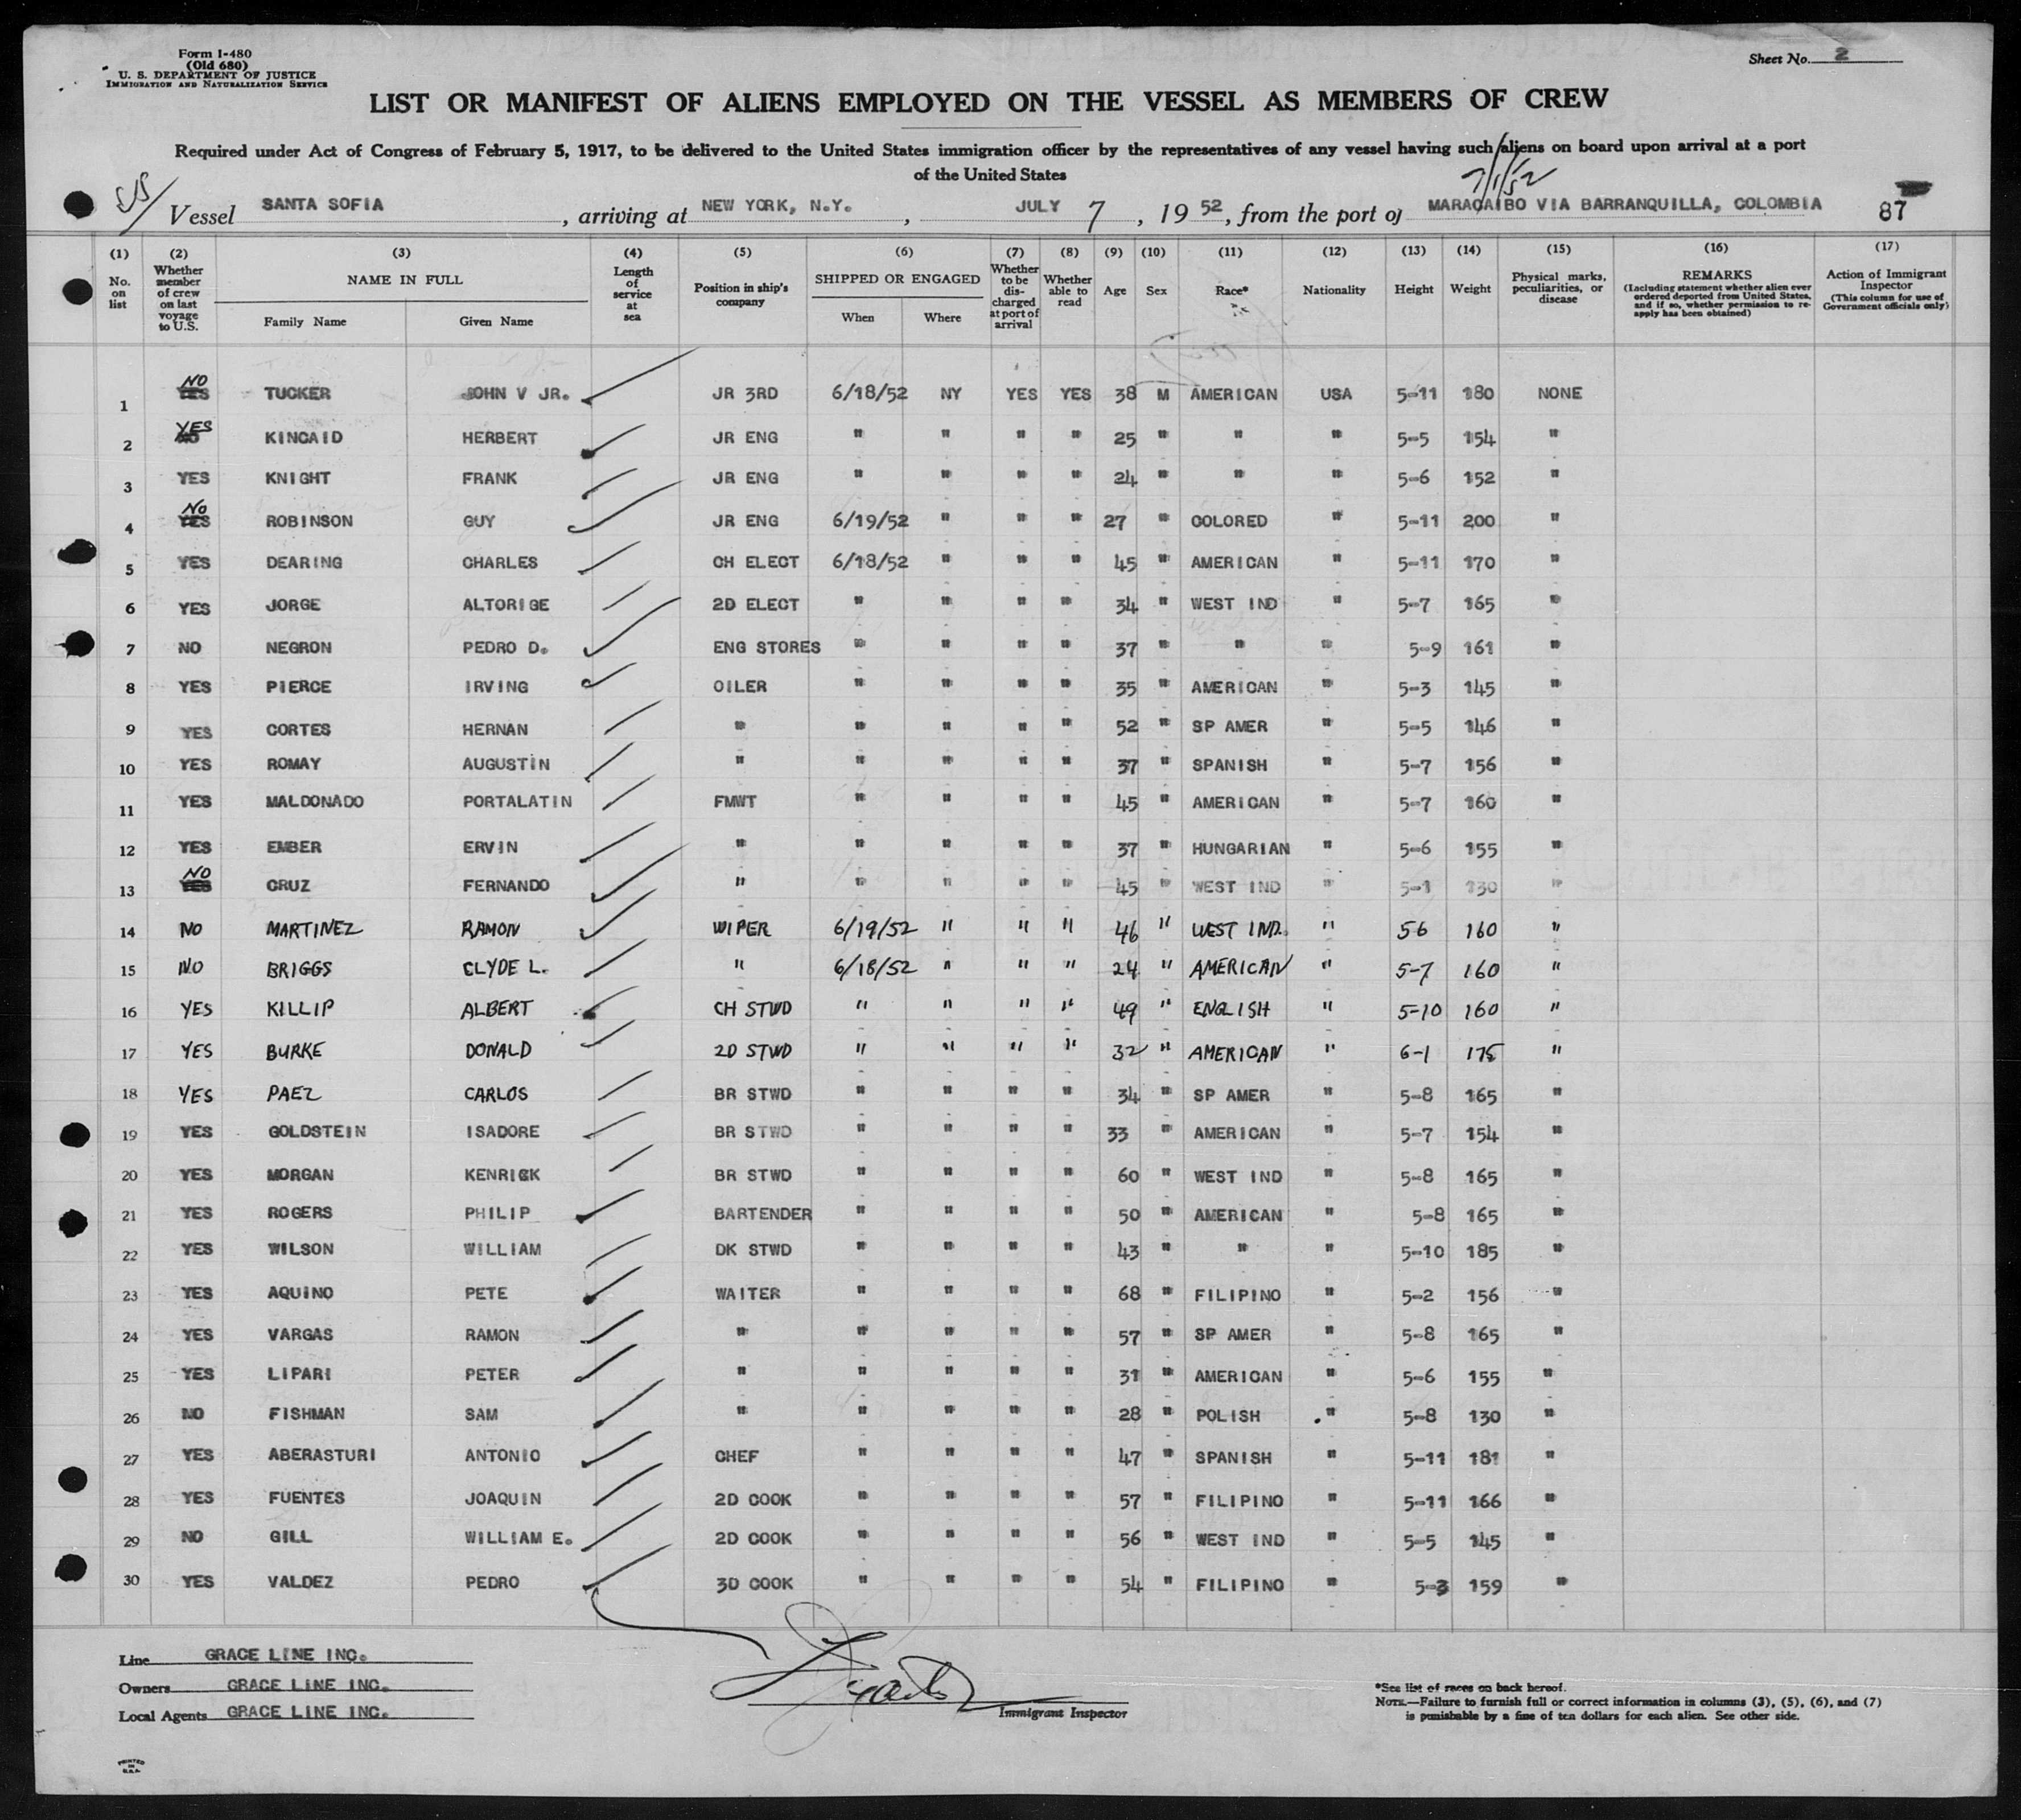 Form I-480
(Old 680)
U. S. DEPARTMENT OF JUSTICE
IMMIGRATION AND NATURALIZATION SERVICE
Sheet No. 2
LIST OR MANIFEST OF ALIENS EMPLOYED ON THE VESSEL AS MEMBERS OF CREW
Required under Act of Congress of February 5, 1917, to be delivered to the United States immigration officer by the representatives of any vessel having such aliens on board upon arrival at a port
of the United States
7/1/52
SS/ Vessel SANTA SOFIA, arriving at NEW YORK, N.Y., JULY 7, 1952, from the port of MARACAIBO VIA BARRANQUILLA, COLOMBIA 87
(1) (2) (3) (4) (5) (6) (7) (8) (9) (10) (11) (12) (13) (14) (15) (16) (17)
No. on list
Whether member of crew on last voyage to U.S.
NAME IN FULL
Family Name Given Name
Length of service at sea
Position in ship's company
SHIPPED OR ENGAGED
When Where
Whether to be discharged at port of arrival
Whether able to read
Age
Sex
Race*
Nationality
Height
Weight
Physical marks, peculiarities, or disease
REMARKS
(Including statement whether alien ever ordered deported from United States, and if so, whether permission to re-apply has been obtained)
Action of Immigrant Inspector
(This column for use of Government officials only)
1 YES NO TUCKER JOHN V JR. JR 3RD 6/18/52 NY YES YES 38 M AMERICAN USA 5-11 180 NONE
2 NO YES KINCAID HERBERT JR ENG " " " " 25 " " " 5-5 154 "
3 YES KNIGHT FRANK JR ENG " " " " 24 " " " 5-6 152 "
4 YES NO ROBINSON GUY JR ENG 6/19/52 " " " 27 " COLORED " 5-11 200 "
5 YES DEARING CHARLES CH ELECT 6/18/52 " " " 45 " AMERICAN " 5-11 170 "
6 YES JORGE ALTORIGE 2D ELECT " " " " 34 " WEST IND " 5-7 165 "
7 NO NEGRON PEDRO D. ENG STORES " " " " 37 " " " 5-9 161 "
8 YES PIERCE IRVING OILER " " " " 35 " AMERICAN " 5-3 145 "
9 YES CORTES HERNAN " " " " " 52 " SP AMER " 5-5 146 "
10 YES ROMAY AUGUSTIN " " " " " 37 " SPANISH " 5-7 156 "
11 YES MALDONADO PORTALATIN FMWT " " " " 45 " AMERICAN " 5-7 160 "
12 YES EMBER ERVIN " " " " " 37 " HUNGARIAN " 5-6 155 "
13 YES NO CRUZ FERNANDO " " " " " 45 " WEST IND " 5-1 130 "
14 NO MARTINEZ RAMON WIPER 6/19/52 " " " 46 " WEST IND. " 56 160 "
15 NO BRIGGS CLYDE L. " 6/18/52 " " " 24 " AMERICAN " 5-7 160 "
16 YES KILLIP ALBERT CH STWD " " " " 49 " ENGLISH " 5-10 160 "
17 YES BURKE DONALD 2D STWD " " " " 32 " AMERICAN " 6-1 175 "
18 YES PAEZ CARLOS BR STWD " " " " 34 " SP AMER " 5-8 165 "
19 YES GOLDSTEIN ISADORE BR STWD " " " " 33 " AMERICAN " 5-7 154 "
20 YES MORGAN KENRICK BR STWD " " " " 60 " WEST IND " 5-8 165 "
21 YES ROGERS PHILIP BARTENDER " " " " 50 " AMERICAN " 5-8 165 "
22 YES WILSON WILLIAM DK STWD " " " " 43 " " " 5-10 185 "
23 YES AQUINO PETE WAITER " " " " 68 " FILIPINO " 5-2 156 "
24 YES VARGAS RAMON " " " " " 57 " SP AMER " 5-8 165 "
25 YES LIPARI PETER " " " " " 31 " AMERICAN " 5-6 155 "
26 NO FISHMAN SAM " " " " " 28 " POLISH " 5-8 130 "
27 YES ABERASTURI ANTONIO CHEF " " " " 47 " SPANISH " 5-11 181 "
28 YES FUENTES JOAQUIN 2D COOK " " " " 57 " FILIPINO " 5-11 166 "
29 NO GILL WILLIAM E. 2D COOK " " " " 56 " WEST IND " 5-5 145 "
30 YES VALDEZ PEDRO 3D COOK " " " " 54 " FILIPINO " 5-3 159 "
Line GRACE LINE INC.
Owners GRACE LINE INC.
Local Agents GRACE LINE INC.
Immigrant Inspector
*See list of races on back hereof.
NOTE.—Failure to furnish full or correct information in columns (3), (5), (6), and (7)
is punishable by a fine of ten dollars for each alien. See other side.
PRINTED
IN
U.S.A.